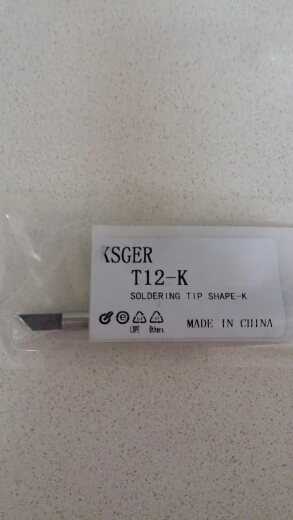 KSGER
T12-K
SOLDERING TIP SHAPE-K
LDPE Others
MADE IN CHINA